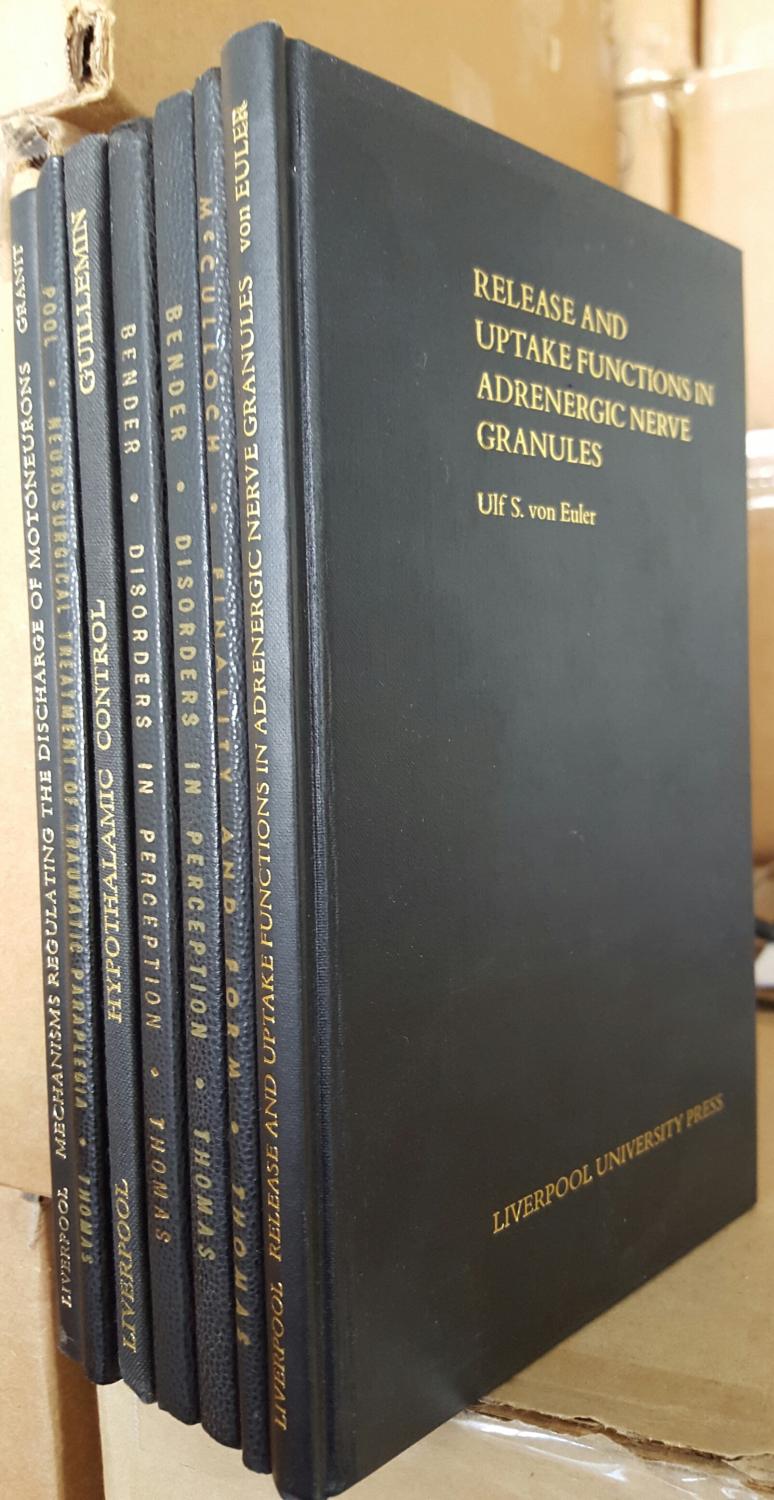 LIVERPOOL MECHANISMS REGULATING THE DISCHARGE OF MOTONEURONS GRANIT
POOL • NEUROSURGICAL TREATMENT OF TRAUMATIC PARAPLEGIA • THOMAS
LIVERPOOL HYPOTHALAMIC CONTROL GUILLEMIN
BENDER • DISORDERS IN PERCEPTION • THOMAS
BENDER • DISORDERS IN PERCEPTION • THOMAS
McCULLOCH • FINALITY AND FORM • THOMAS
LIVERPOOL RELEASE AND UPTAKE FUNCTIONS IN ADRENERGIC NERVE GRANULES von EULER
RELEASE AND
UPTAKE FUNCTIONS IN
ADRENERGIC NERVE
GRANULES
Ulf S. von Euler
LIVERPOOL UNIVERSITY PRESS